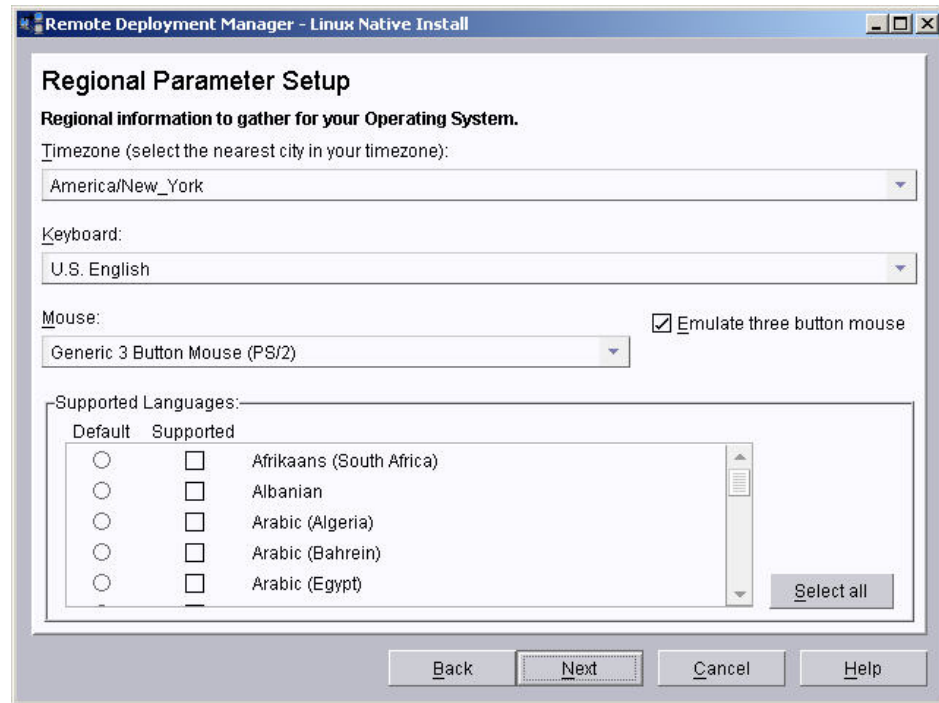 Remote Deployment Manager - Linux Native Install
Regional Parameter Setup
Regional information to gather for your Operating System.
Timezone (select the nearest city in your timezone):
America/New_York
Keyboard:
U.S. English
Mouse:
Emulate three button mouse
Generic 3 Button Mouse (PS/2)
Supported Languages:
Default Supported
Afrikaans (South Africa)
Albanian
Arabic (Algeria)
Arabic (Bahrein)
Arabic (Egypt)
Select all
Back Next Cancel Help